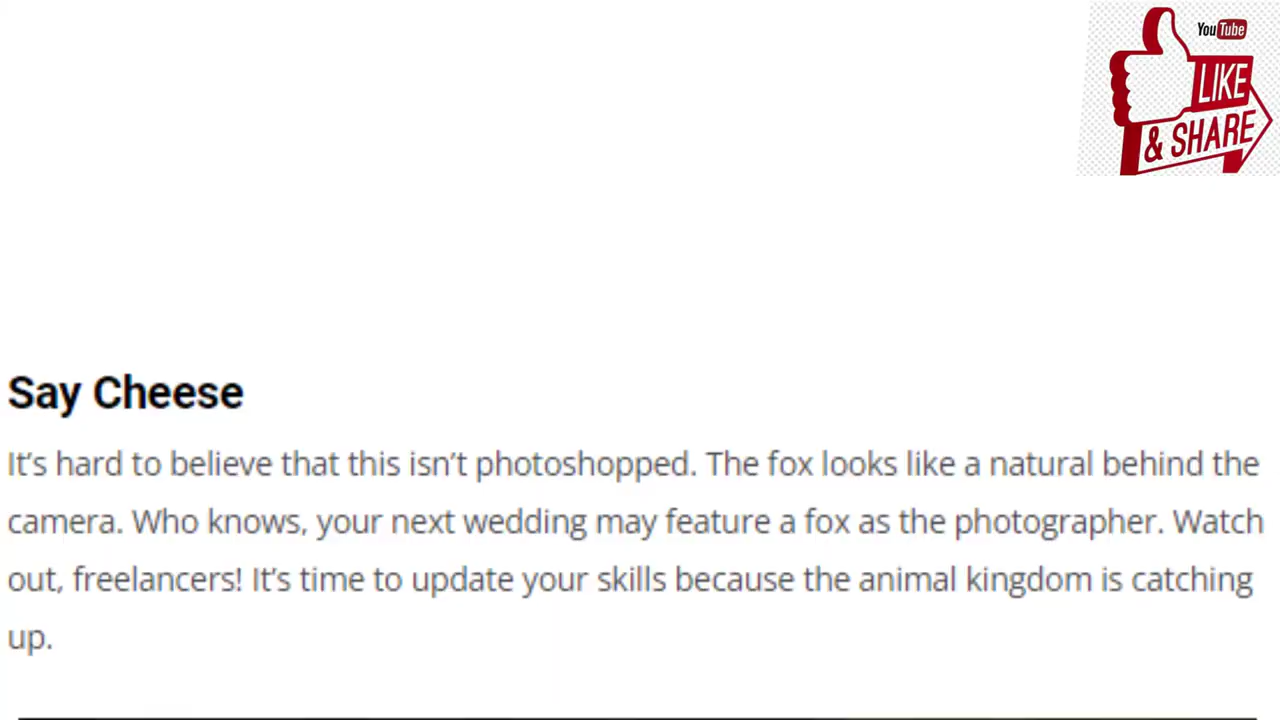 YouTube
LIKE
& SHARE
Say Cheese
It's hard to believe that this isn't photoshopped. The fox looks like a natural behind the
camera. Who knows, your next wedding may feature a fox as the photographer. Watch
out, freelancers! It's time to update your skills because the animal kingdom is catching
up.